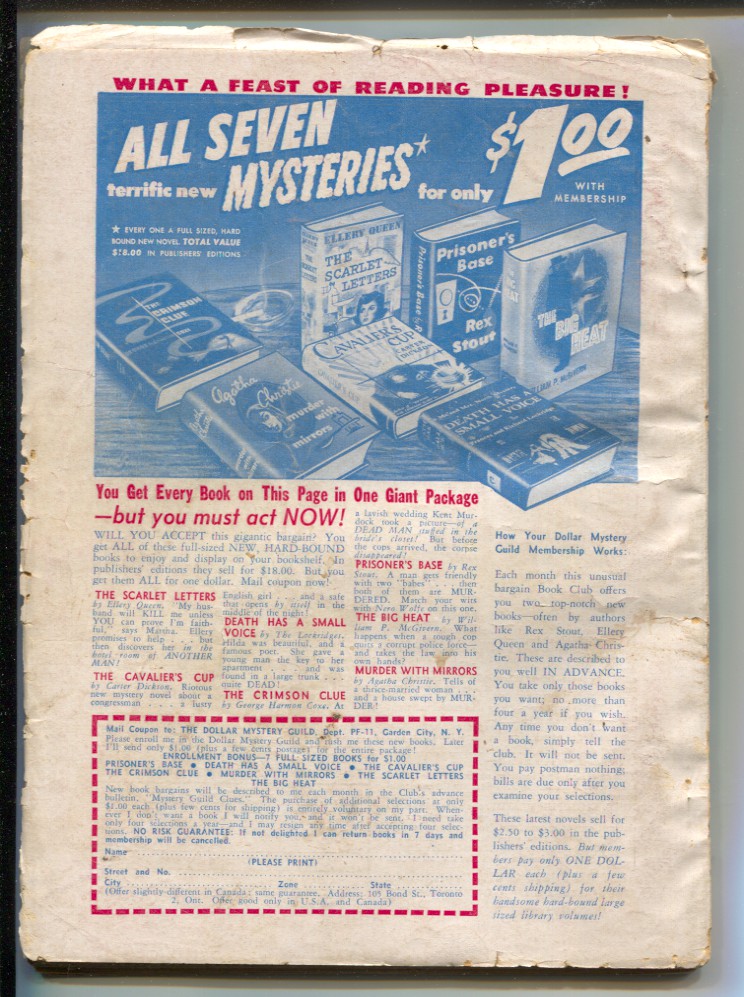 WHAT A FEAST OF READING PLEASURE!
ALL SEVEN
terrific new MYSTERIES* for only $1.00
WITH
MEMBERSHIP
★ EVERY ONE A FULL SIZED, HARD
BOUND NEW NOVEL TOTAL VALUE
$18.00 IN PUBLISHERS' EDITIONS
THE
CRIMSON
CLUE
ELLERY QUEEN
THE
SCARLET
LETTERS
Prisoner's Base
Prisoner's
Base
Rex
Stout
THE
BIG
HEAT
WILLIAM P. McGIVERN
CAVALIER'S
CUP
Agatha
Christie
murder
with
mirrors
DEATH HAS A
SMALL VOICE
You Get Every Book on This Page in One Giant Package
—but you must act NOW!
WILL YOU ACCEPT this gigantic bargain? You
get ALL of these full-sized NEW, HARD-BOUND
books to enjoy and display on your bookshelf. In
publishers' editions they sell for $18.00. But you
get them ALL for one dollar. Mail coupon now!
THE SCARLET LETTERS
by Ellery Queen. "My hus-
band will KILL me unless
YOU can prove I'm faith-
ful," says Martha. Ellery
promises to help . . . but
then discovers her in the
hotel room of ANOTHER
MAN!
THE CAVALIER'S CUP
by Carter Dickson. Riotous
new mystery about a
congressman . . . a lusty
English girl . . . and a safe
that opens by itself in the
middle of the night!
DEATH HAS A SMALL
VOICE by The Lockridges.
Hilda was beautiful, and a
famous poet. She gave a
young man the key to her
apartment . . . and was
found in a large trunk . . .
quite DEAD!
THE CRIMSON CLUE
by George Harmon Coxe. At
a lavish wedding Kent Mur-
dock took a picture—of a
DEAD MAN stuffed in the
bride's closet! But before
the cops arrived, the corpse
disappeared!
PRISONER'S BASE by Rex
Stout. A man gets friendly
with two "babes" . . . then
both of them are MUR-
DERED. Match your wits
with Nero Wolfe on this one.
THE BIG HEAT by Wil-
liam P. McGivern. What
happens when a tough cop
quits a corrupt police force—
and takes the law into his
own hands?
MURDER WITH MIRRORS
by Agatha Christie. Tells of
a thrice-married woman . . .
and a house swept by MUR-
DER!
How Your Dollar Mystery
Guild Membership Works:
Each month this unusual
bargain Book Club offers
you two top-notch new
books—often by authors
like Rex Stout, Ellery
Queen and Agatha Chris-
tie. These are described to
you well IN ADVANCE.
You take only those books
you want; no more than
four a year if you wish.
Any time you don't want
a book, simply tell the
club. It will not be sent.
You pay postman nothing;
bills are due only after you
examine your selections.
These latest novels sell for
$2.50 to $3.00 in the pub-
lishers' editions. But mem-
bers pay only ONE DOL-
LAR each (plus a few
cents shipping) for their
handsome hard-bound large
sized library volumes!
Mail Coupon to: THE DOLLAR MYSTERY GUILD, Dept. PF-11, Garden City, N. Y.
Please enroll me in the Dollar Mystery Guild and rush me these new books. Later
I'll send only $1.00 (plus a few cents postage) for the entire package!
ENROLLMENT BONUS—7 FULL SIZED BOOKS for $1.00
PRISONER'S BASE ● DEATH HAS A SMALL VOICE ● THE CAVALIER'S CUP
THE CRIMSON CLUE ● MURDER WITH MIRRORS ● THE SCARLET LETTERS
THE BIG HEAT
New book bargains will be described to me each month in the Club's advance
bulletin, "Mystery Guild Clues." The purchase of additional selections at only
$1.00 each (plus few cents for shipping) is entirely voluntary on my part. When-
ever I don't want a book I will notify you, and it won't be sent. I need take
only four selections a year—and I may resign any time after accepting four selec-
tions. NO RISK GUARANTEE: If not delighted I can return books in 7 days and
membership will be cancelled.
Name
(PLEASE PRINT)
Street and No.
City Zone State
(Offer slightly different in Canada: same guarantee. Address: 105 Bond St., Toronto
2, Ont. Offer good only in U.S.A. and Canada)